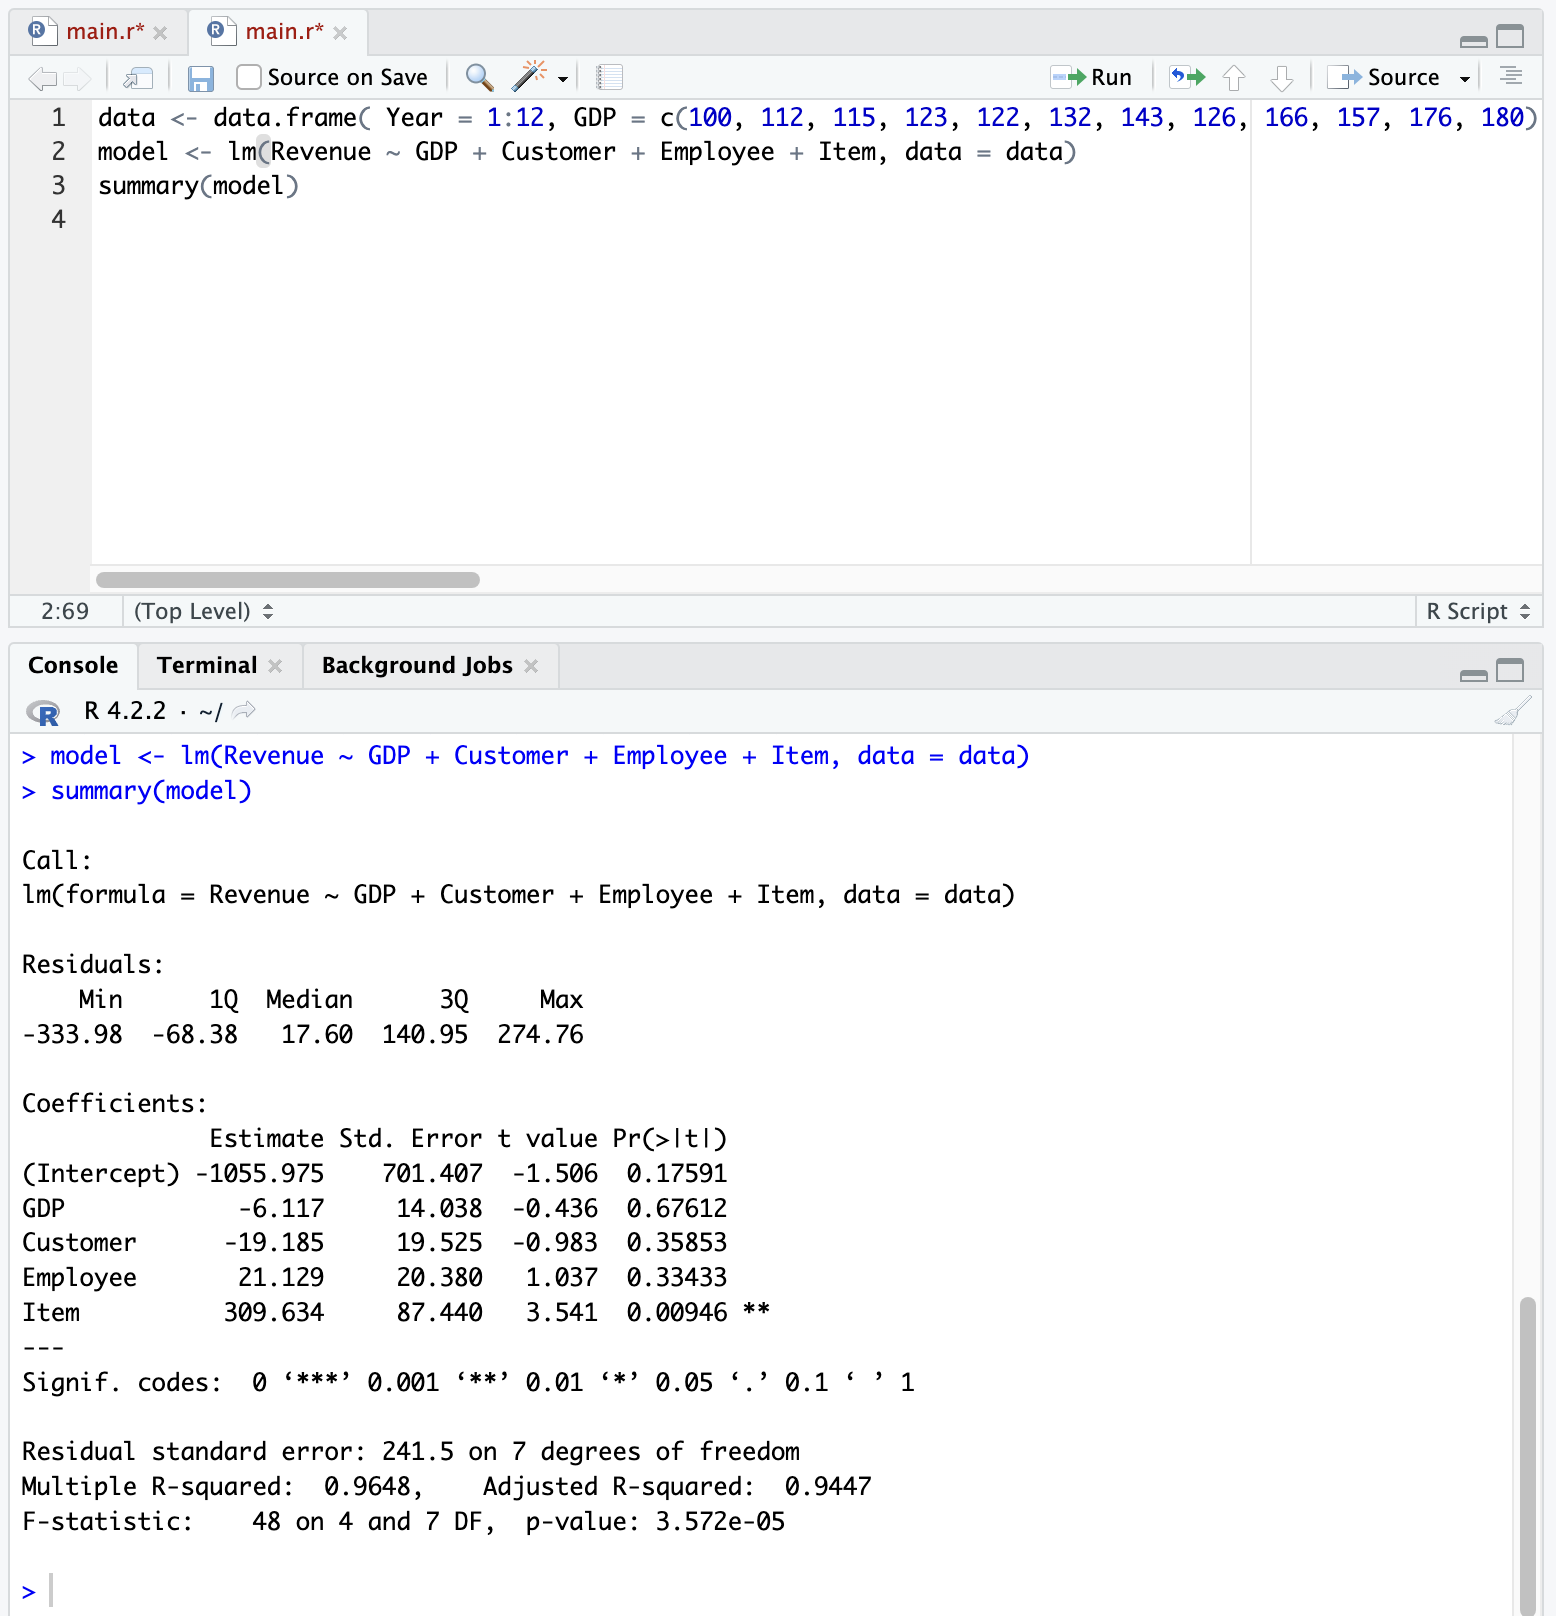 main.r* main.r*
Source on Save Run Source
1 data <- data.frame( Year = 1:12, GDP = c(100, 112, 115, 123, 122, 132, 143, 126, 166, 157, 176, 180)
2 model <- lm(Revenue ~ GDP + Customer + Employee + Item, data = data)
3 summary(model)
4
2:69 (Top Level) R Script
Console Terminal Background Jobs
R 4.2.2 · ~/
> model <- lm(Revenue ~ GDP + Customer + Employee + Item, data = data)
> summary(model)
Call:
lm(formula = Revenue ~ GDP + Customer + Employee + Item, data = data)
Residuals:
Min 1Q Median 3Q Max
-333.98 -68.38 17.60 140.95 274.76
Coefficients:
Estimate Std. Error t value Pr(>|t|)
(Intercept) -1055.975 701.407 -1.506 0.17591
GDP -6.117 14.038 -0.436 0.67612
Customer -19.185 19.525 -0.983 0.35853
Employee 21.129 20.380 1.037 0.33433
Item 309.634 87.440 3.541 0.00946 **
---
Signif. codes: 0 ‘***’ 0.001 ‘**’ 0.01 ‘*’ 0.05 ‘.’ 0.1 ‘ ’ 1
Residual standard error: 241.5 on 7 degrees of freedom
Multiple R-squared: 0.9648, Adjusted R-squared: 0.9447
F-statistic: 48 on 4 and 7 DF, p-value: 3.572e-05
>